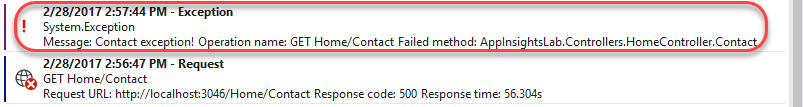 2/28/2017 2:57:44 PM - Exception
System.Exception
Message: Contact exception! Operation name: GET Home/Contact Failed method: AppInsightsLab.Controllers.HomeController.Contact
2/28/2017 2:56:47 PM - Request
GET Home/Contact
Request URL: http://localhost:3046/Home/Contact Response code: 500 Response time: 56.304s